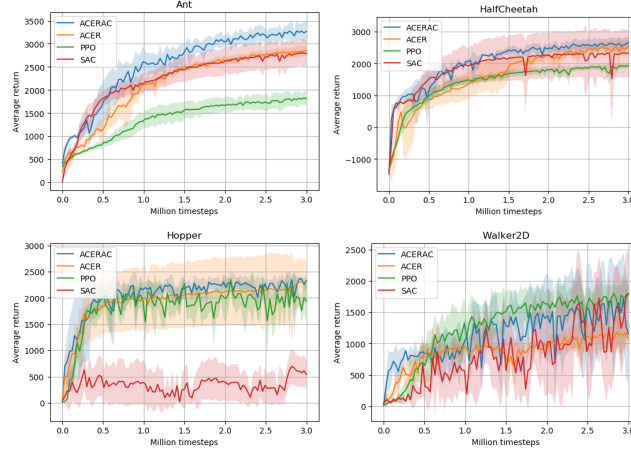 Ant
ACERAC
ACER
PPO
SAC
3500
3000
2500
2000
1500
1000
500
0
Average return
0.0 0.5 1.0 1.5 2.0 2.5 3.0
Million timesteps
HalfCheetah
ACERAC
ACER
PPO
SAC
3000
2000
1000
0
−1000
Average return
0.0 0.5 1.0 1.5 2.0 2.5 3.0
Million timesteps
Hopper
ACERAC
ACER
PPO
SAC
3000
2500
2000
1500
1000
500
0
Average return
0.0 0.5 1.0 1.5 2.0 2.5 3.0
Million timesteps
Walker2D
ACERAC
ACER
PPO
SAC
2500
2000
1500
1000
500
0
Average return
0.0 0.5 1.0 1.5 2.0 2.5 3.0
Million timesteps